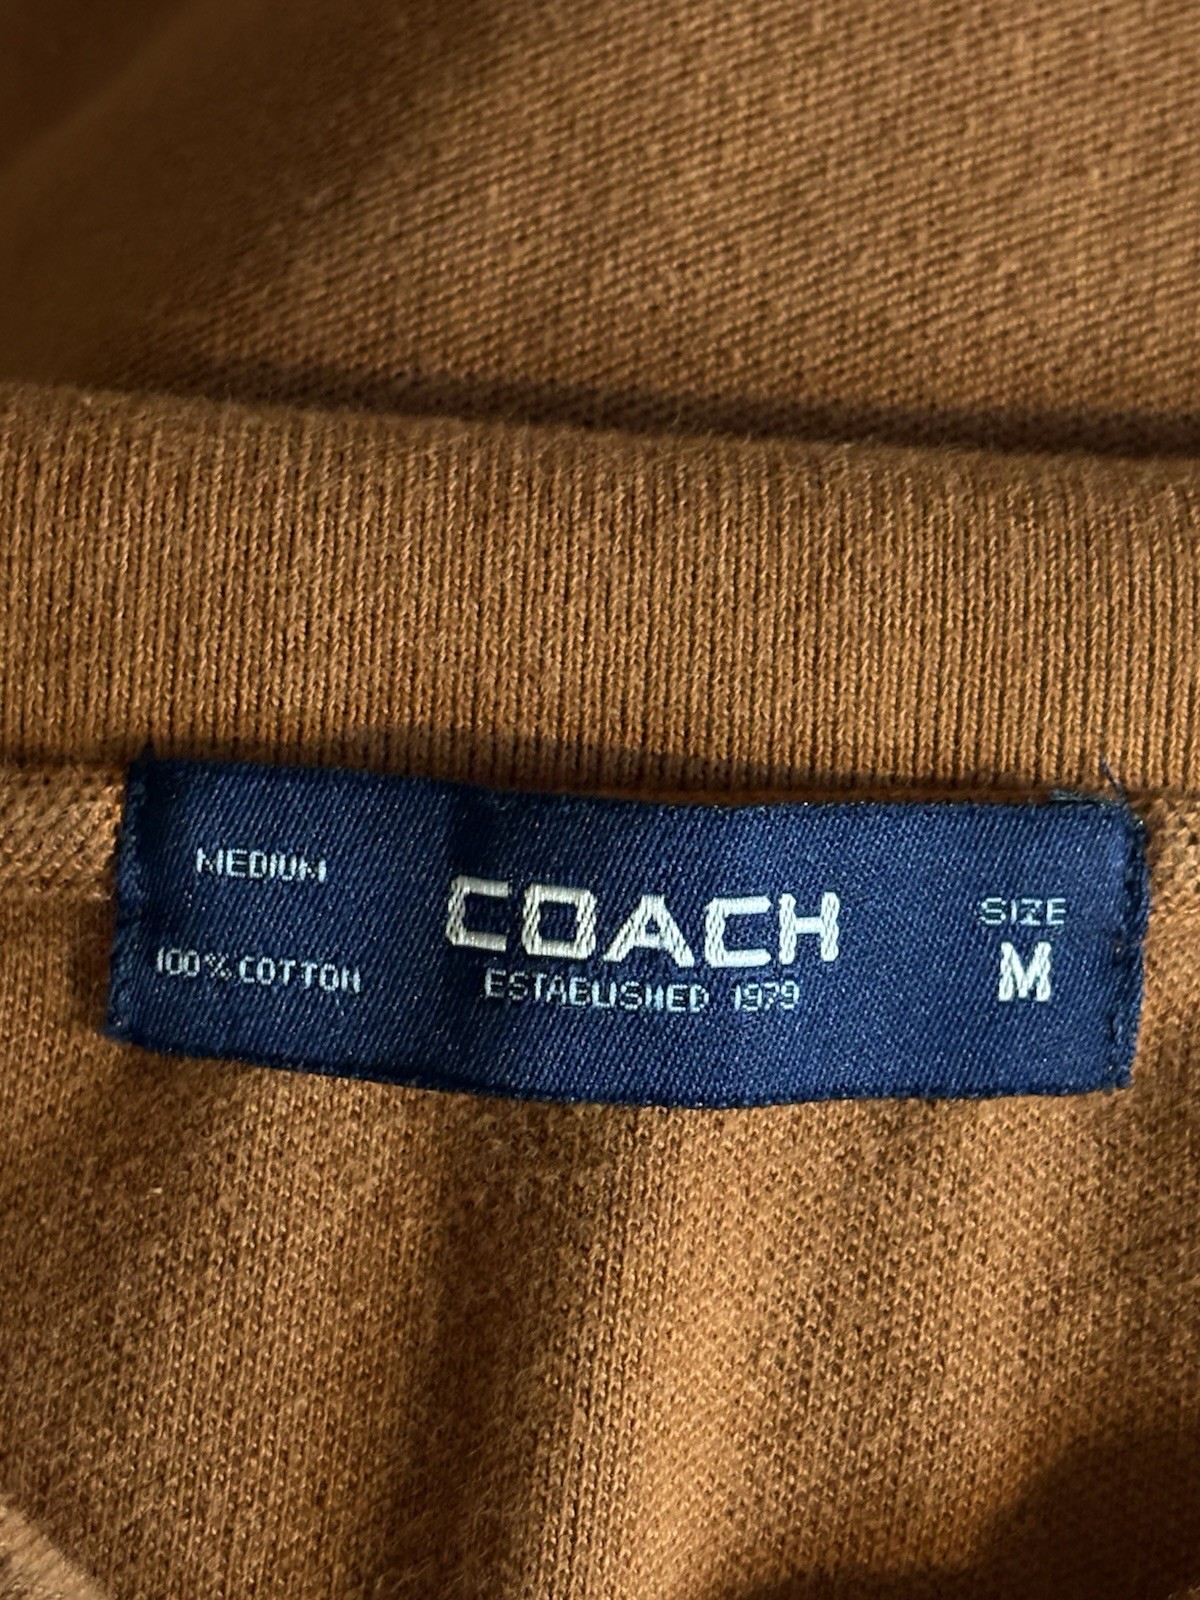 MEDIUM
100% COTTON
COACH
ESTABLISHED 1979
SIZE
M